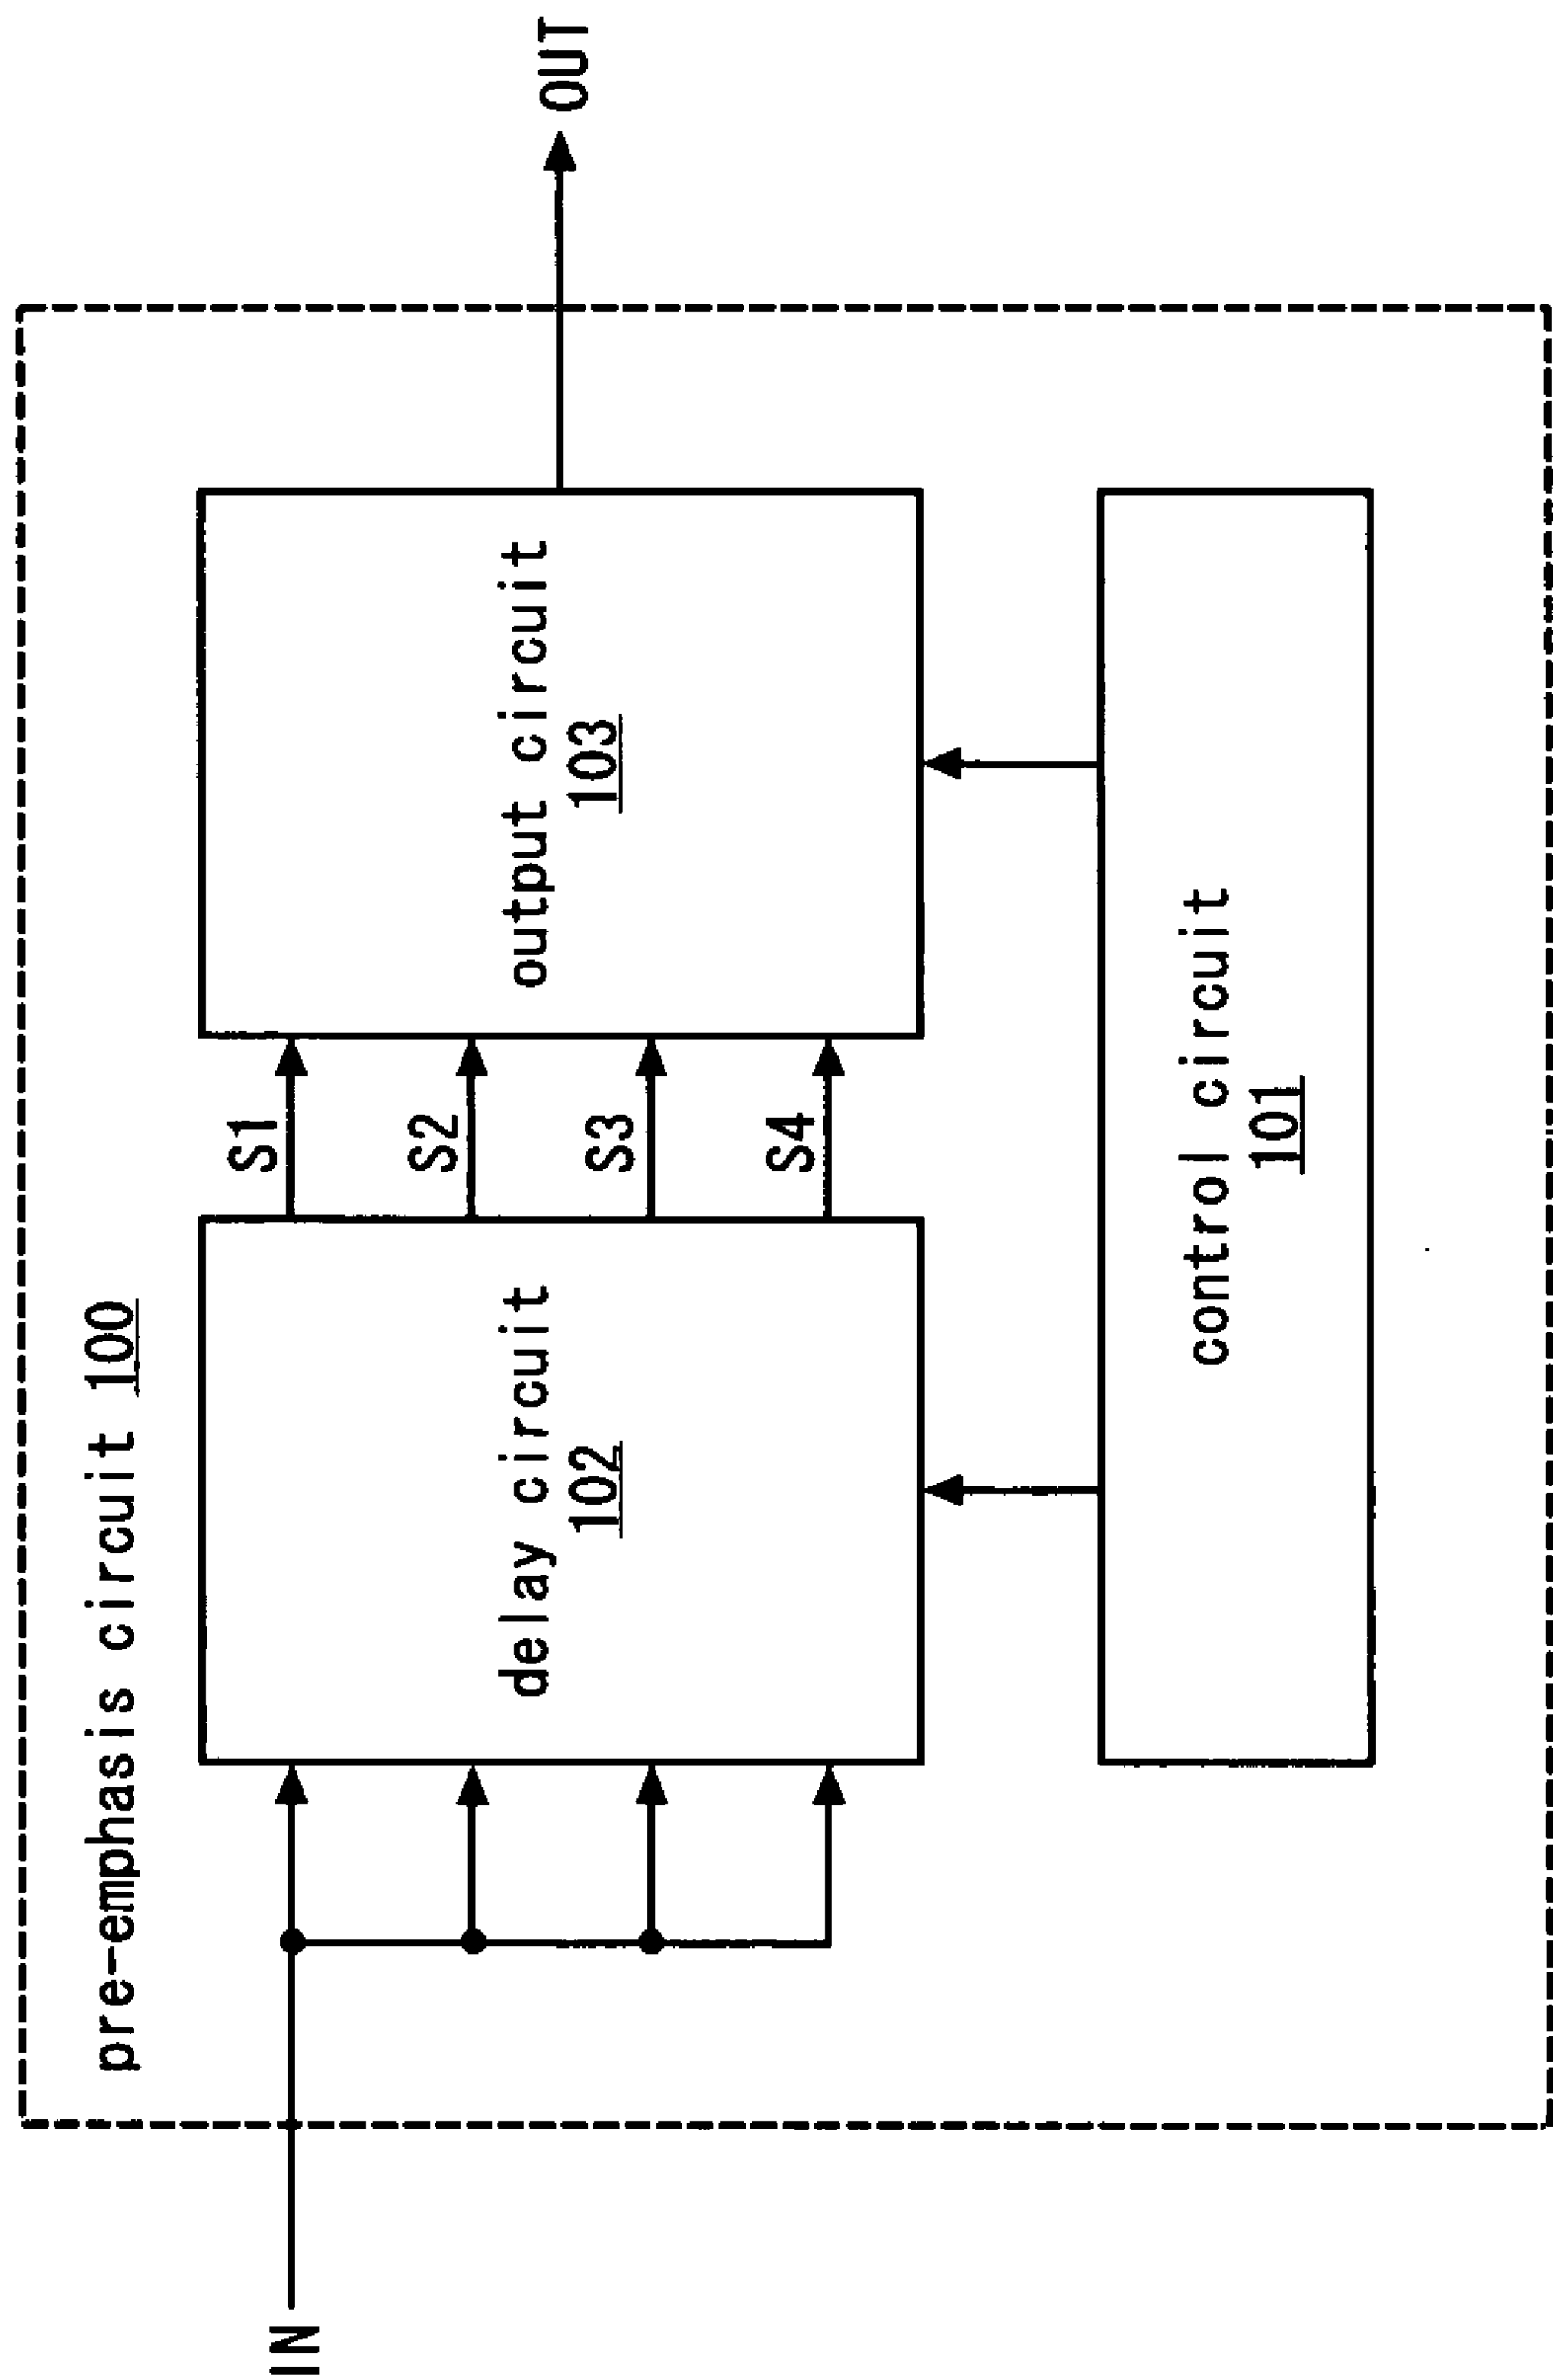 pre-emphasis circuit 100
IN
delay circuit
102
S1
S2
S3
S4
output circuit
103
OUT
control circuit
101